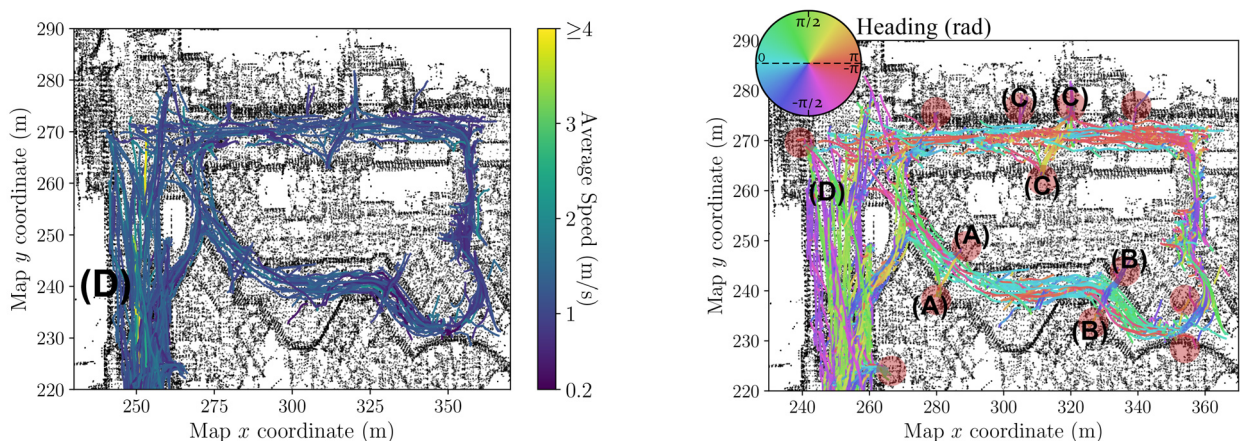 290
280
270
260
250
240
230
220
250
275
300
325
350
Map x coordinate (m)
Map y coordinate (m)
(D)
≥4
3
2
1
0.2
Average Speed (m/s)
Heading (rad)
π/2
0
π
-π
-π/2
290
280
270
260
250
240
230
220
240
260
280
300
320
340
360
Map x coordinate (m)
Map y coordinate (m)
(C)
(C)
(C)
(D)
(A)
(A)
(B)
(B)